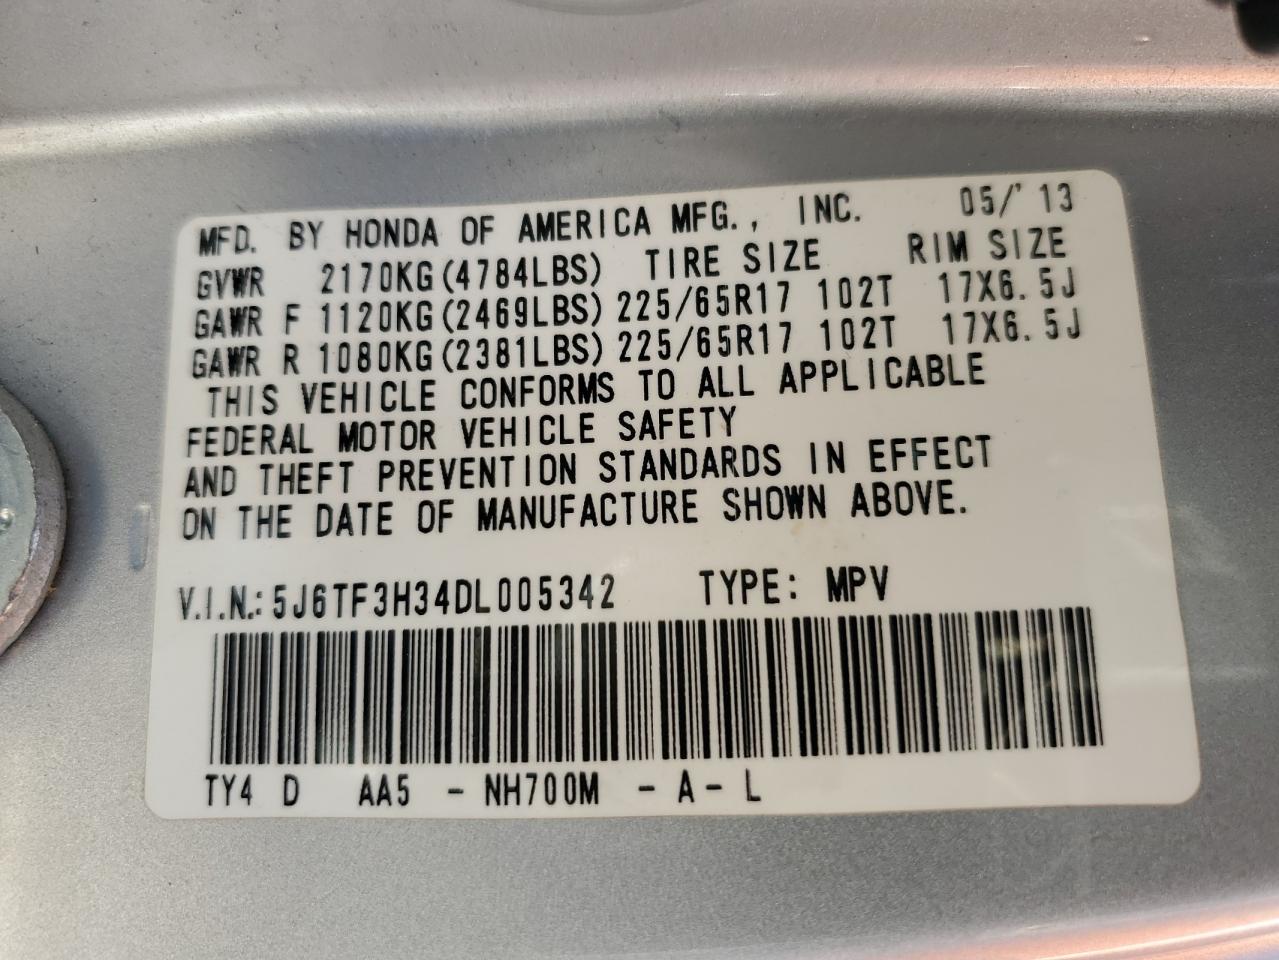 MFD. BY HONDA OF AMERICA MFG., INC. 05/'13
GVWR 2170KG(4784LBS) TIRE SIZE RIM SIZE
GAWR F 1120KG(2469LBS) 225/65R17 102T 17X6.5J
GAWR R 1080KG(2381LBS) 225/65R17 102T 17X6.5J
THIS VEHICLE CONFORMS TO ALL APPLICABLE
FEDERAL MOTOR VEHICLE SAFETY
AND THEFT PREVENTION STANDARDS IN EFFECT
ON THE DATE OF MANUFACTURE SHOWN ABOVE.
V.I.N.: 5J6TF3H34DL005342 TYPE: MPV
TY4 D AA5 - NH700M - A - L